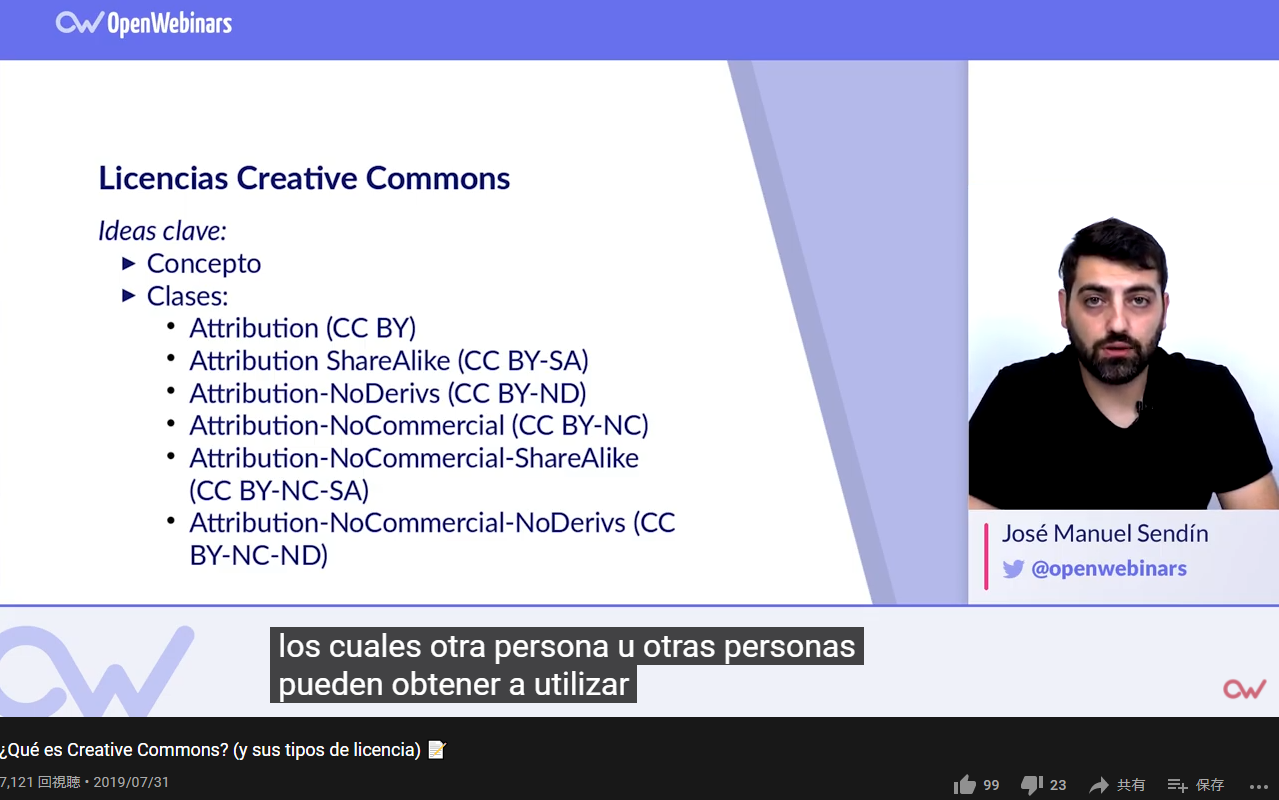 OpenWebinars
Licencias Creative Commons
Ideas clave:
Concepto
Clases:
Attribution (CC BY)
Attribution ShareAlike (CC BY-SA)
Attribution-NoDerivs (CC BY-ND)
Attribution-NoCommercial (CC BY-NC)
Attribution-NoCommercial-ShareAlike
(CC BY-NC-SA)
Attribution-NoCommercial-NoDerivs (CC
BY-NC-ND)
José Manuel Sendín
@openwebinars
los cuales otra persona u otras personas
pueden obtener a utilizar
¿Qué es Creative Commons? (y sus tipos de licencia) 📝
7,121 回視聴 • 2019/07/31
99
23
共有
保存